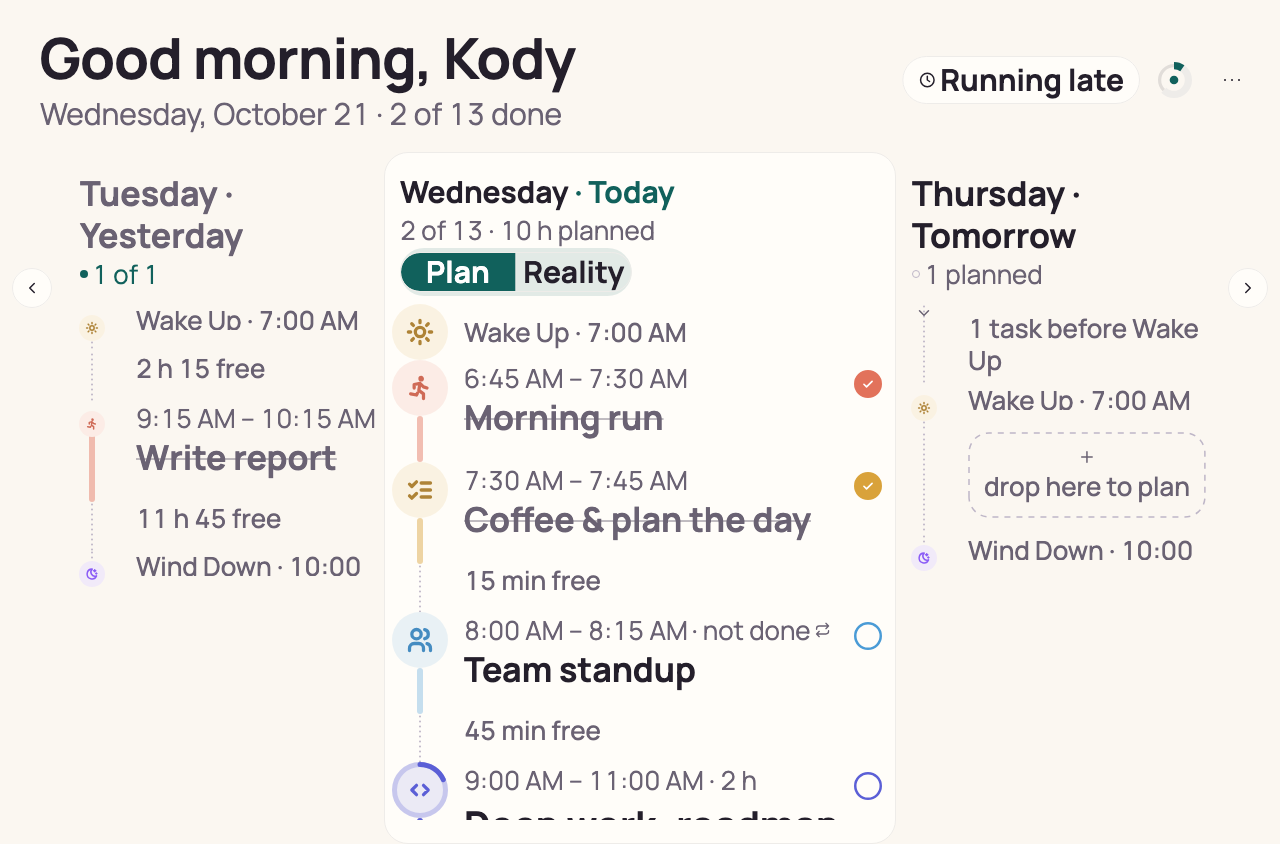 Good morning, Kody
Wednesday, October 21 · 2 of 13 done
Running late
Tuesday ·
Yesterday
1 of 1
Wake Up · 7:00 AM
2 h 15 free
9:15 AM – 10:15 AM
Write report
11 h 45 free
Wind Down · 10:00
Wednesday · Today
2 of 13 · 10 h planned
Plan Reality
Wake Up · 7:00 AM
6:45 AM – 7:30 AM
Morning run
7:30 AM – 7:45 AM
Coffee & plan the day
15 min free
8:00 AM – 8:15 AM · not done
Team standup
45 min free
9:00 AM – 11:00 AM · 2 h
Deep work, roadmap
Thursday ·
Tomorrow
1 planned
1 task before Wake
Up
Wake Up · 7:00 AM
+
drop here to plan
Wind Down · 10:00